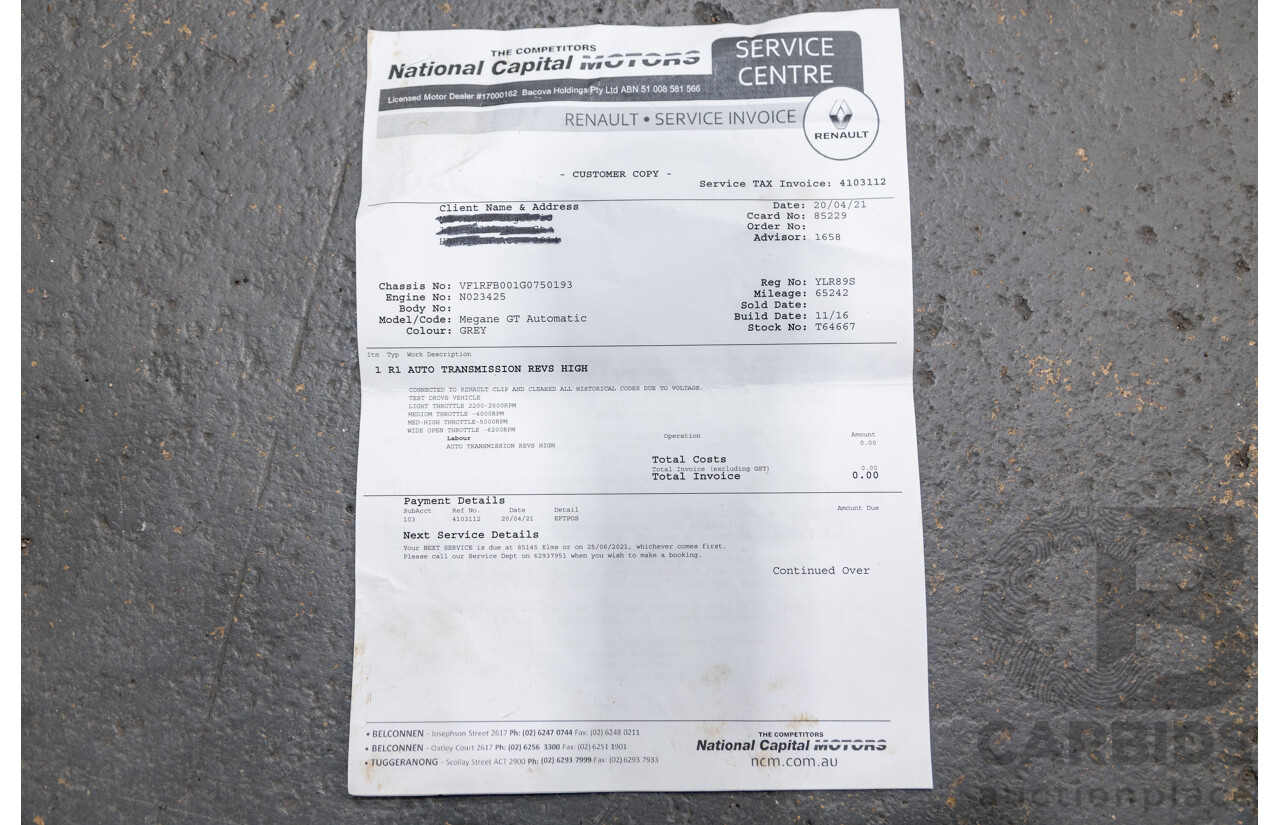 THE COMPETITORS
National Capital MOTORS
SERVICE
CENTRE
Licensed Motor Dealer #17000162 Bacova Holdings Pty Ltd ABN 51 008 581 566
RENAULT • SERVICE INVOICE
RENAULT
- CUSTOMER COPY -
Service TAX Invoice: 4103112
Client Name & Address
Date: 20/04/21
Ccard No: 85229
Order No:
Advisor: 1658
Chassis No: VF1RFB001G0750193
Engine No: N023425
Body No:
Model/Code: Megane GT Automatic
Colour: GREY
Reg No: YLR89S
Mileage: 65242
Sold Date:
Build Date: 11/16
Stock No: T64667
Itm Typ Work Description
1 R1 AUTO TRANSMISSION REVS HIGH
CONNECTED TO RENAULT CLIP AND CLEARED ALL HISTORICAL CODES DUE TO VOLTAGE.
TEST DROVE VEHICLE
LIGHT THROTTLE 2200-2500RPM
MEDIUM THROTTLE -4000RPM
MED-HIGH THROTTLE-5000RPM
WIDE OPEN THROTTLE -6200RPM
Labour Operation Amount
AUTO TRANSMISSION REVS HIGH 0.00
Total Costs
Total Invoice (excluding GST) 0.00
Total Invoice 0.00
Payment Details
SubAcct Ref No. Date Detail Amount Due
103 4103112 20/04/21 EFTPOS
Next Service Details
Your NEXT SERVICE is due at 85145 Klms or on 25/06/2021, whichever comes first.
Please call our Service Dept on 62937951 when you wish to make a booking.
Continued Over
• BELCONNEN - Josephson Street 2617 Ph: (02) 6247 0744 Fax: (02) 6248 0211
• BELCONNEN - Oatley Court 2617 Ph: (02) 6256 3300 Fax: (02) 6251 1901
• TUGGERANONG - Scollay Street ACT 2900 Ph: (02) 6293 7999 Fax: (02) 6293 7933
THE COMPETITORS
National Capital MOTORS
ncm.com.au
auctionplace